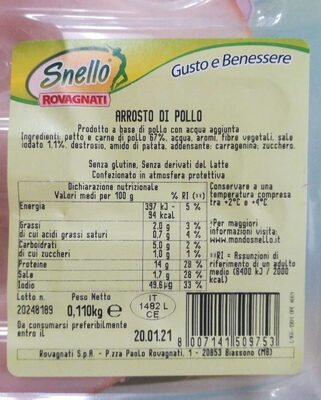 Snello
ROVAGNATI
Gusto e Benessere
ARROSTO DI POLLO
Prodotto a base di pollo con acqua aggiunta
Ingredienti: petto e carne di pollo 67%, acqua, aromi, fibre vegetali, sale
iodato 1.1%, destrosio, amido di patata, addensante: carragenina; zucchero.
Senza glutine, Senza derivati del Latte
Confezionato in atmosfera protettiva
Dichiarazione nutrizionale
Valori medi per 100 g % RI (¤¤)
Energia 397 kJ - 5 %
94 kcal
Grassi 2.0 g 3 %
di cui acidi grassi saturi 0.7 g 4 %
Carboidrati 5.0 g 2 %
di cui zuccheri 1.0 g 1 %
Proteine 14 g 28 %
Sale 1.7 g 28 %
Iodio 49.6µg 33 %
Conservare a una
temperatura compresa
tra +2°C e +4°C
*Per maggiori
informazioni visita:
www.mondosnello.it
¤¤RI = Assunzioni di
riferimento di un adulto
medio (8400 kJ / 2000
kcal)
Lotto n. Peso Netto
20248189 0,110kg e
IT
1482 L
CE
Da consumarsi preferibilmente
entro il 20.01.21
8 007141 509753
Rovagnati S.p.A. - P.zza Paolo Rovagnati, 1 - 20853 Biassono (MB)